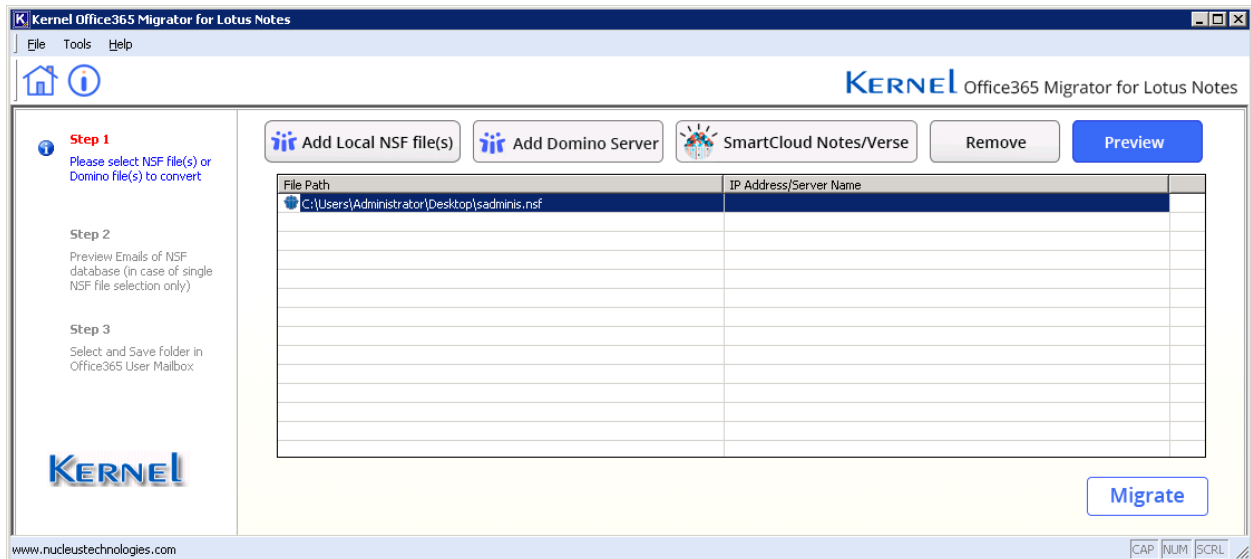 Kernel Office365 Migrator for Lotus Notes
File Tools Help
KERNEL Office365 Migrator for Lotus Notes
Step 1
Please select NSF file(s) or
Domino file(s) to convert
Step 2
Preview Emails of NSF
database (in case of single
NSF file selection only)
Step 3
Select and Save folder in
Office365 User Mailbox
KERNEL
Add Local NSF file(s) Add Domino Server SmartCloud Notes/Verse Remove Preview
File Path IP Address/Server Name
C:\Users\Administrator\Desktop\sadminis.nsf
Migrate
www.nucleustechnologies.com CAP NUM SCRL